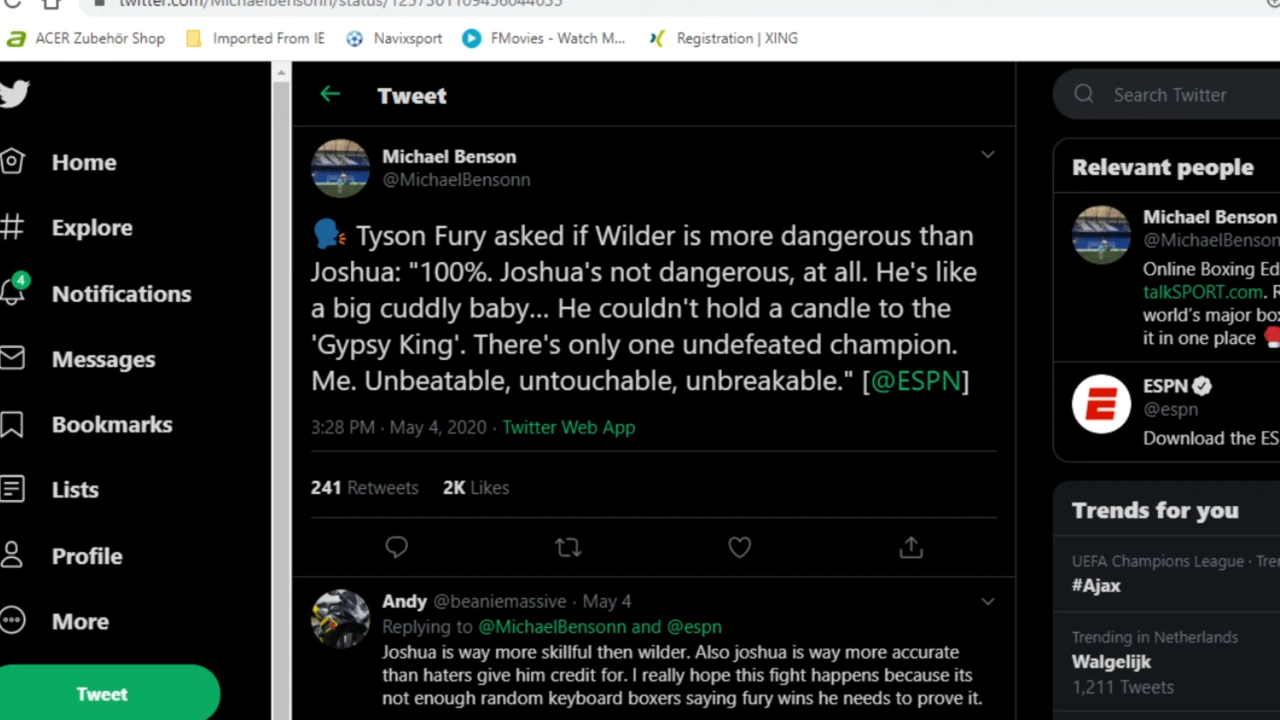 twitter.com/MichaelBensonn/status/1257301109456044035
ACER Zubehör Shop
Imported From IE
Navixsport
FMovies - Watch M...
Registration | XING
Home
Explore
4
Notifications
Messages
Bookmarks
Lists
Profile
More
Tweet
Tweet
Michael Benson
@MichaelBensonn
Tyson Fury asked if Wilder is more dangerous than
Joshua: "100%. Joshua's not dangerous, at all. He's like
a big cuddly baby... He couldn't hold a candle to the
'Gypsy King'. There's only one undefeated champion.
Me. Unbeatable, untouchable, unbreakable." [@ESPN]
3:28 PM · May 4, 2020 · Twitter Web App
241 Retweets 2K Likes
Andy @beaniemassive · May 4
Replying to @MichaelBensonn and @espn
Joshua is way more skillful then wilder. Also joshua is way more accurate
than haters give him credit for. I really hope this fight happens because its
not enough random keyboard boxers saying fury wins he needs to prove it.
Search Twitter
Relevant people
Michael Benson
@MichaelBenson
Online Boxing Ed
talkSPORT.com. R
world's major box
it in one place
ESPN
@espn
Download the ES
Trends for you
UEFA Champions League · Tre
#Ajax
Trending in Netherlands
Walgelijk
1,211 Tweets